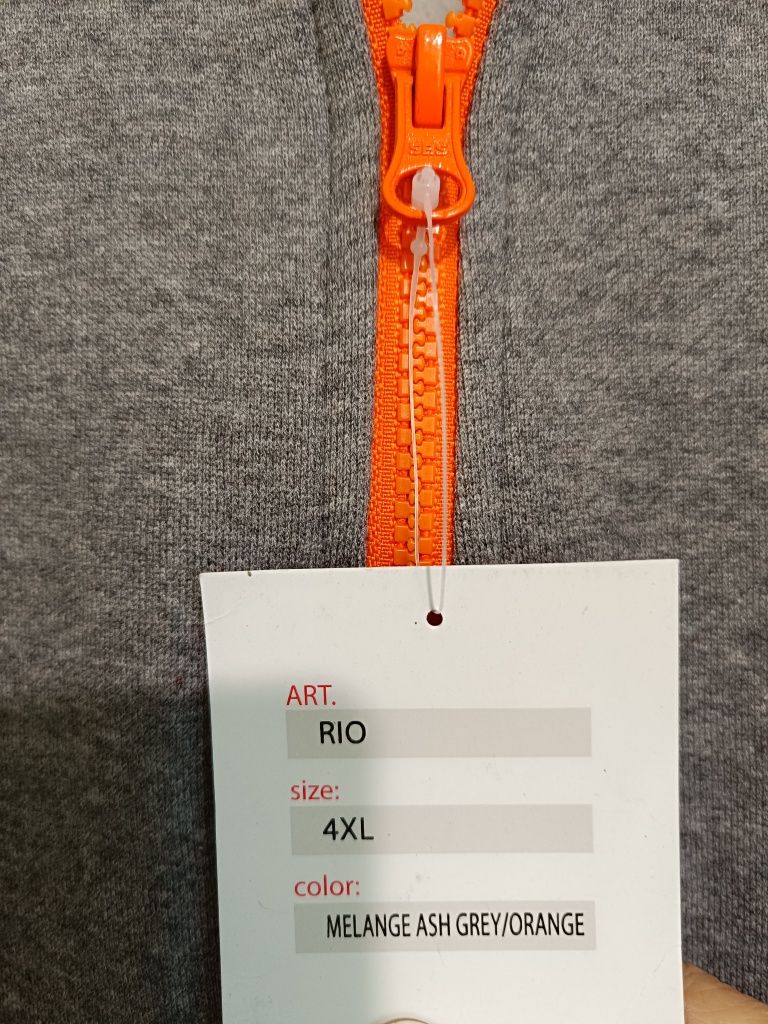 ART.
RIO
size:
4XL
color:
MELANGE ASH GREY/ORANGE